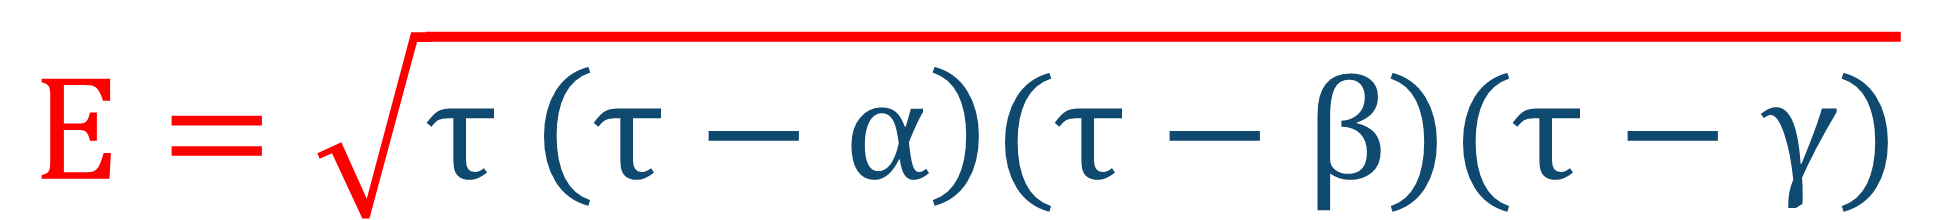 E = √τ (τ − α)(τ − β)(τ − γ)